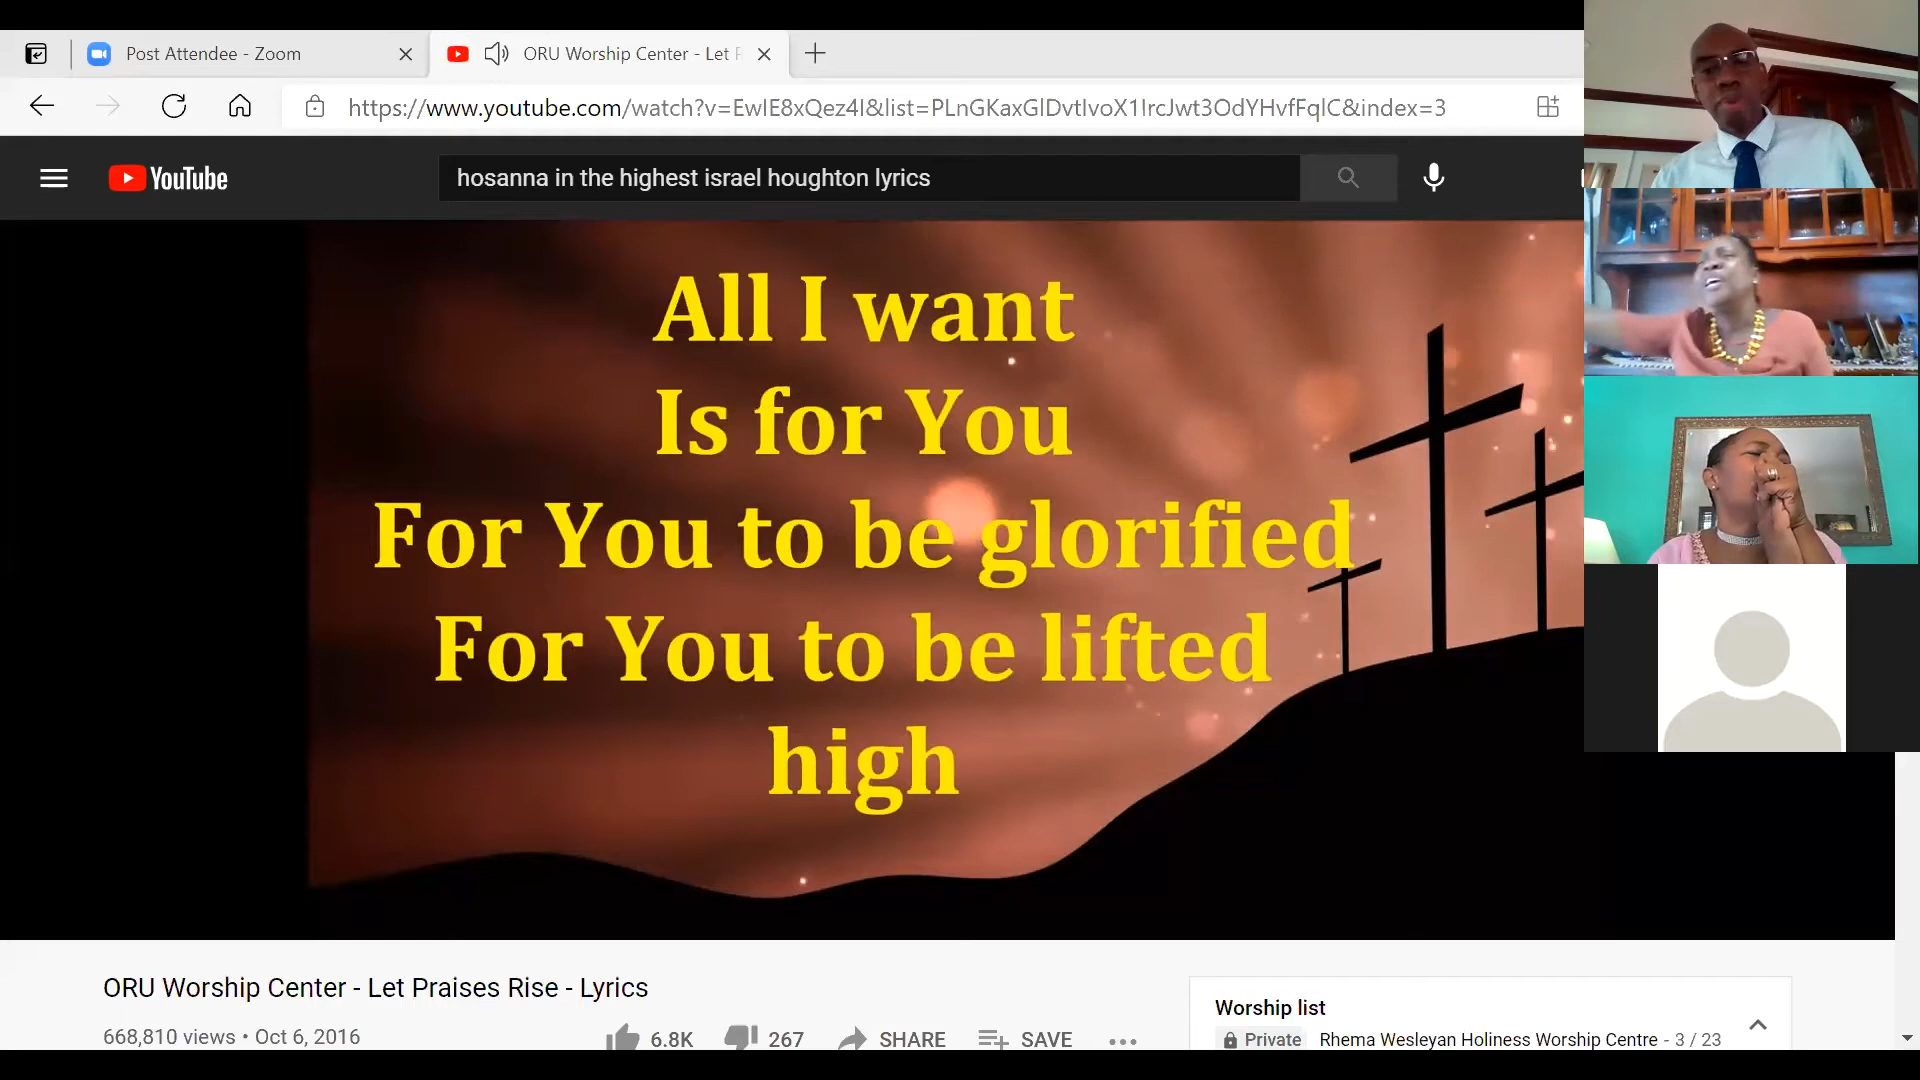 Post Attendee - Zoom
ORU Worship Center - Let P
https://www.youtube.com/watch?v=EwIE8xQez4I&list=PLnGKaxGlDvtIvoX1IrcJwt3OdYHvfFqlC&index=3
YouTube
hosanna in the highest israel houghton lyrics
All I want
Is for You
For You to be glorified
For You to be lifted
high
ORU Worship Center - Let Praises Rise - Lyrics
668,810 views • Oct 6, 2016
6.8K
267
SHARE
SAVE
Worship list
Private
Rhema Wesleyan Holiness Worship Centre - 3 / 23